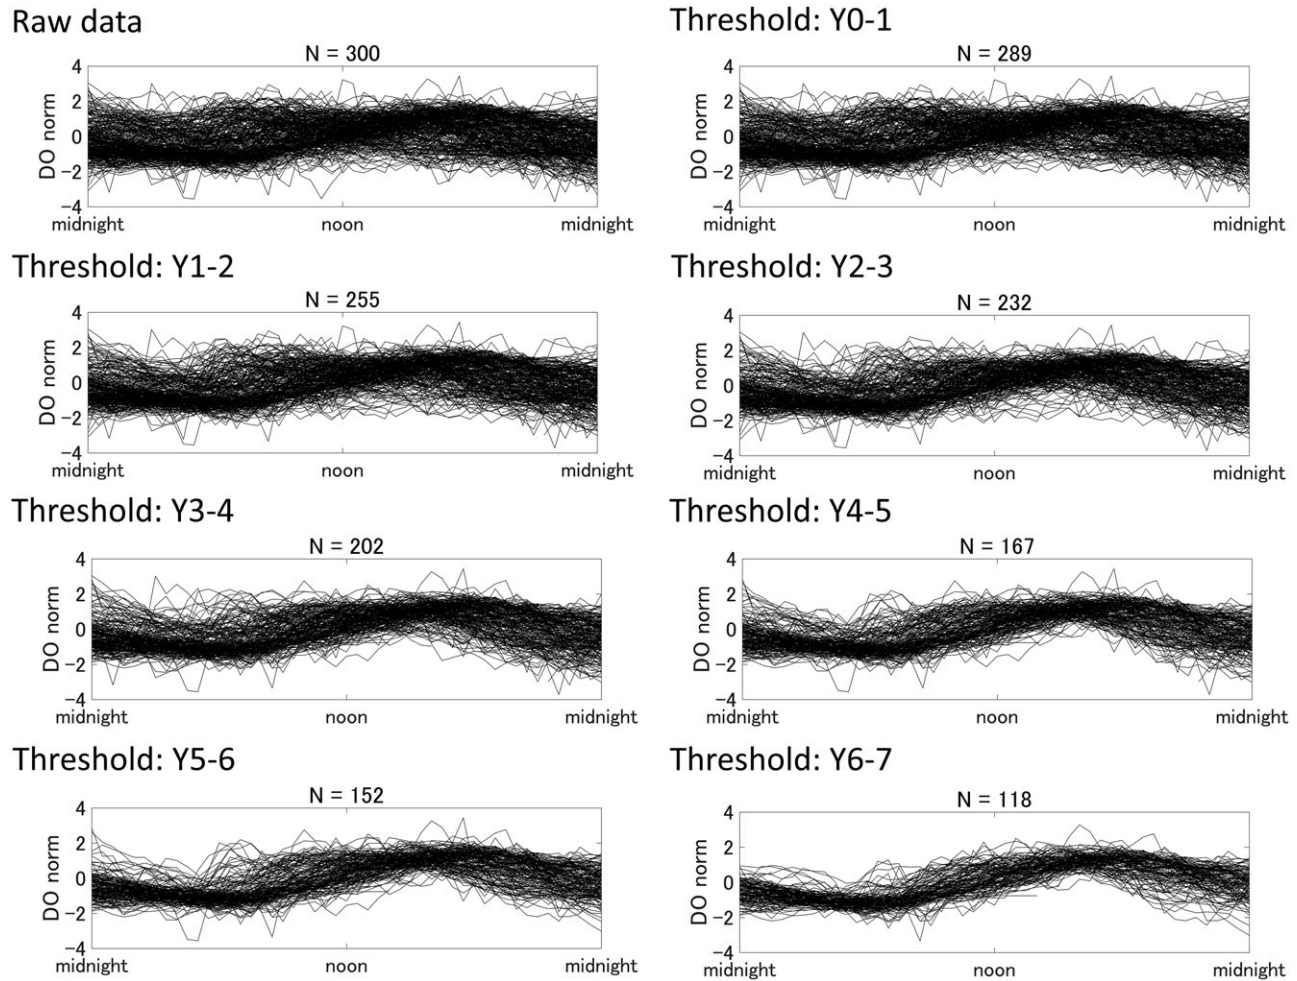 Raw data
N = 300
DO norm
4
2
0
−2
−4
midnight noon midnight
Threshold: Y0-1
N = 289
DO norm
4
2
0
−2
−4
midnight noon midnight
Threshold: Y1-2
N = 255
DO norm
4
2
0
−2
−4
midnight noon midnight
Threshold: Y2-3
N = 232
DO norm
4
2
0
−2
−4
midnight noon midnight
Threshold: Y3-4
N = 202
DO norm
4
2
0
−2
−4
midnight noon midnight
Threshold: Y4-5
N = 167
DO norm
4
2
0
−2
−4
midnight noon midnight
Threshold: Y5-6
N = 152
DO norm
4
2
0
−2
−4
midnight noon midnight
Threshold: Y6-7
N = 118
DO norm
4
2
0
−2
−4
midnight noon midnight